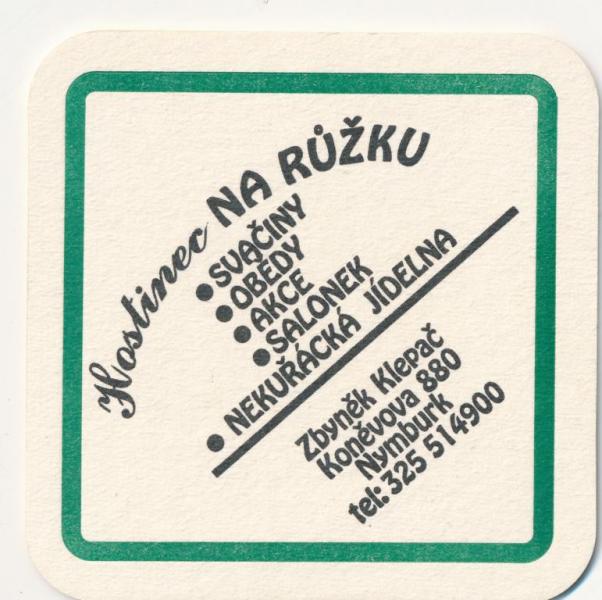 Hostinec NA RŮŽKU
● SVAČINY
● OBĚDY
● AKCE
● SALONEK
● NEKUŘÁCKÁ JÍDELNA
Zbyněk Klepač
Koněvova 880
Nymburk
tel: 325 514900